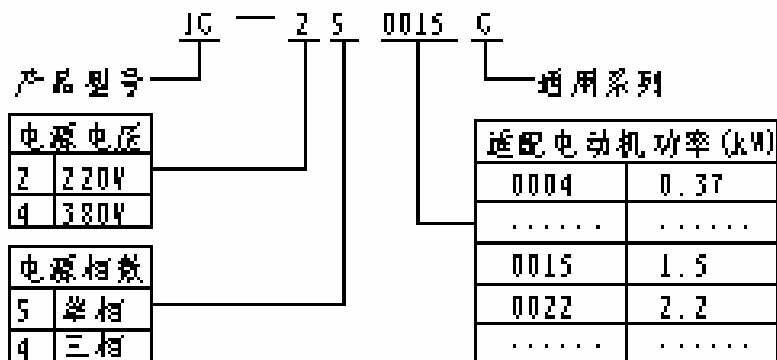 JG — 2 S 0015 G
产品型号
通用系列
电源电压
2 220V
4 380V
电源相数
S 单相
4 三相
适配电动机功率(kW)
0004 0.37
...... ......
0015 1.5
0022 2.2
...... ......